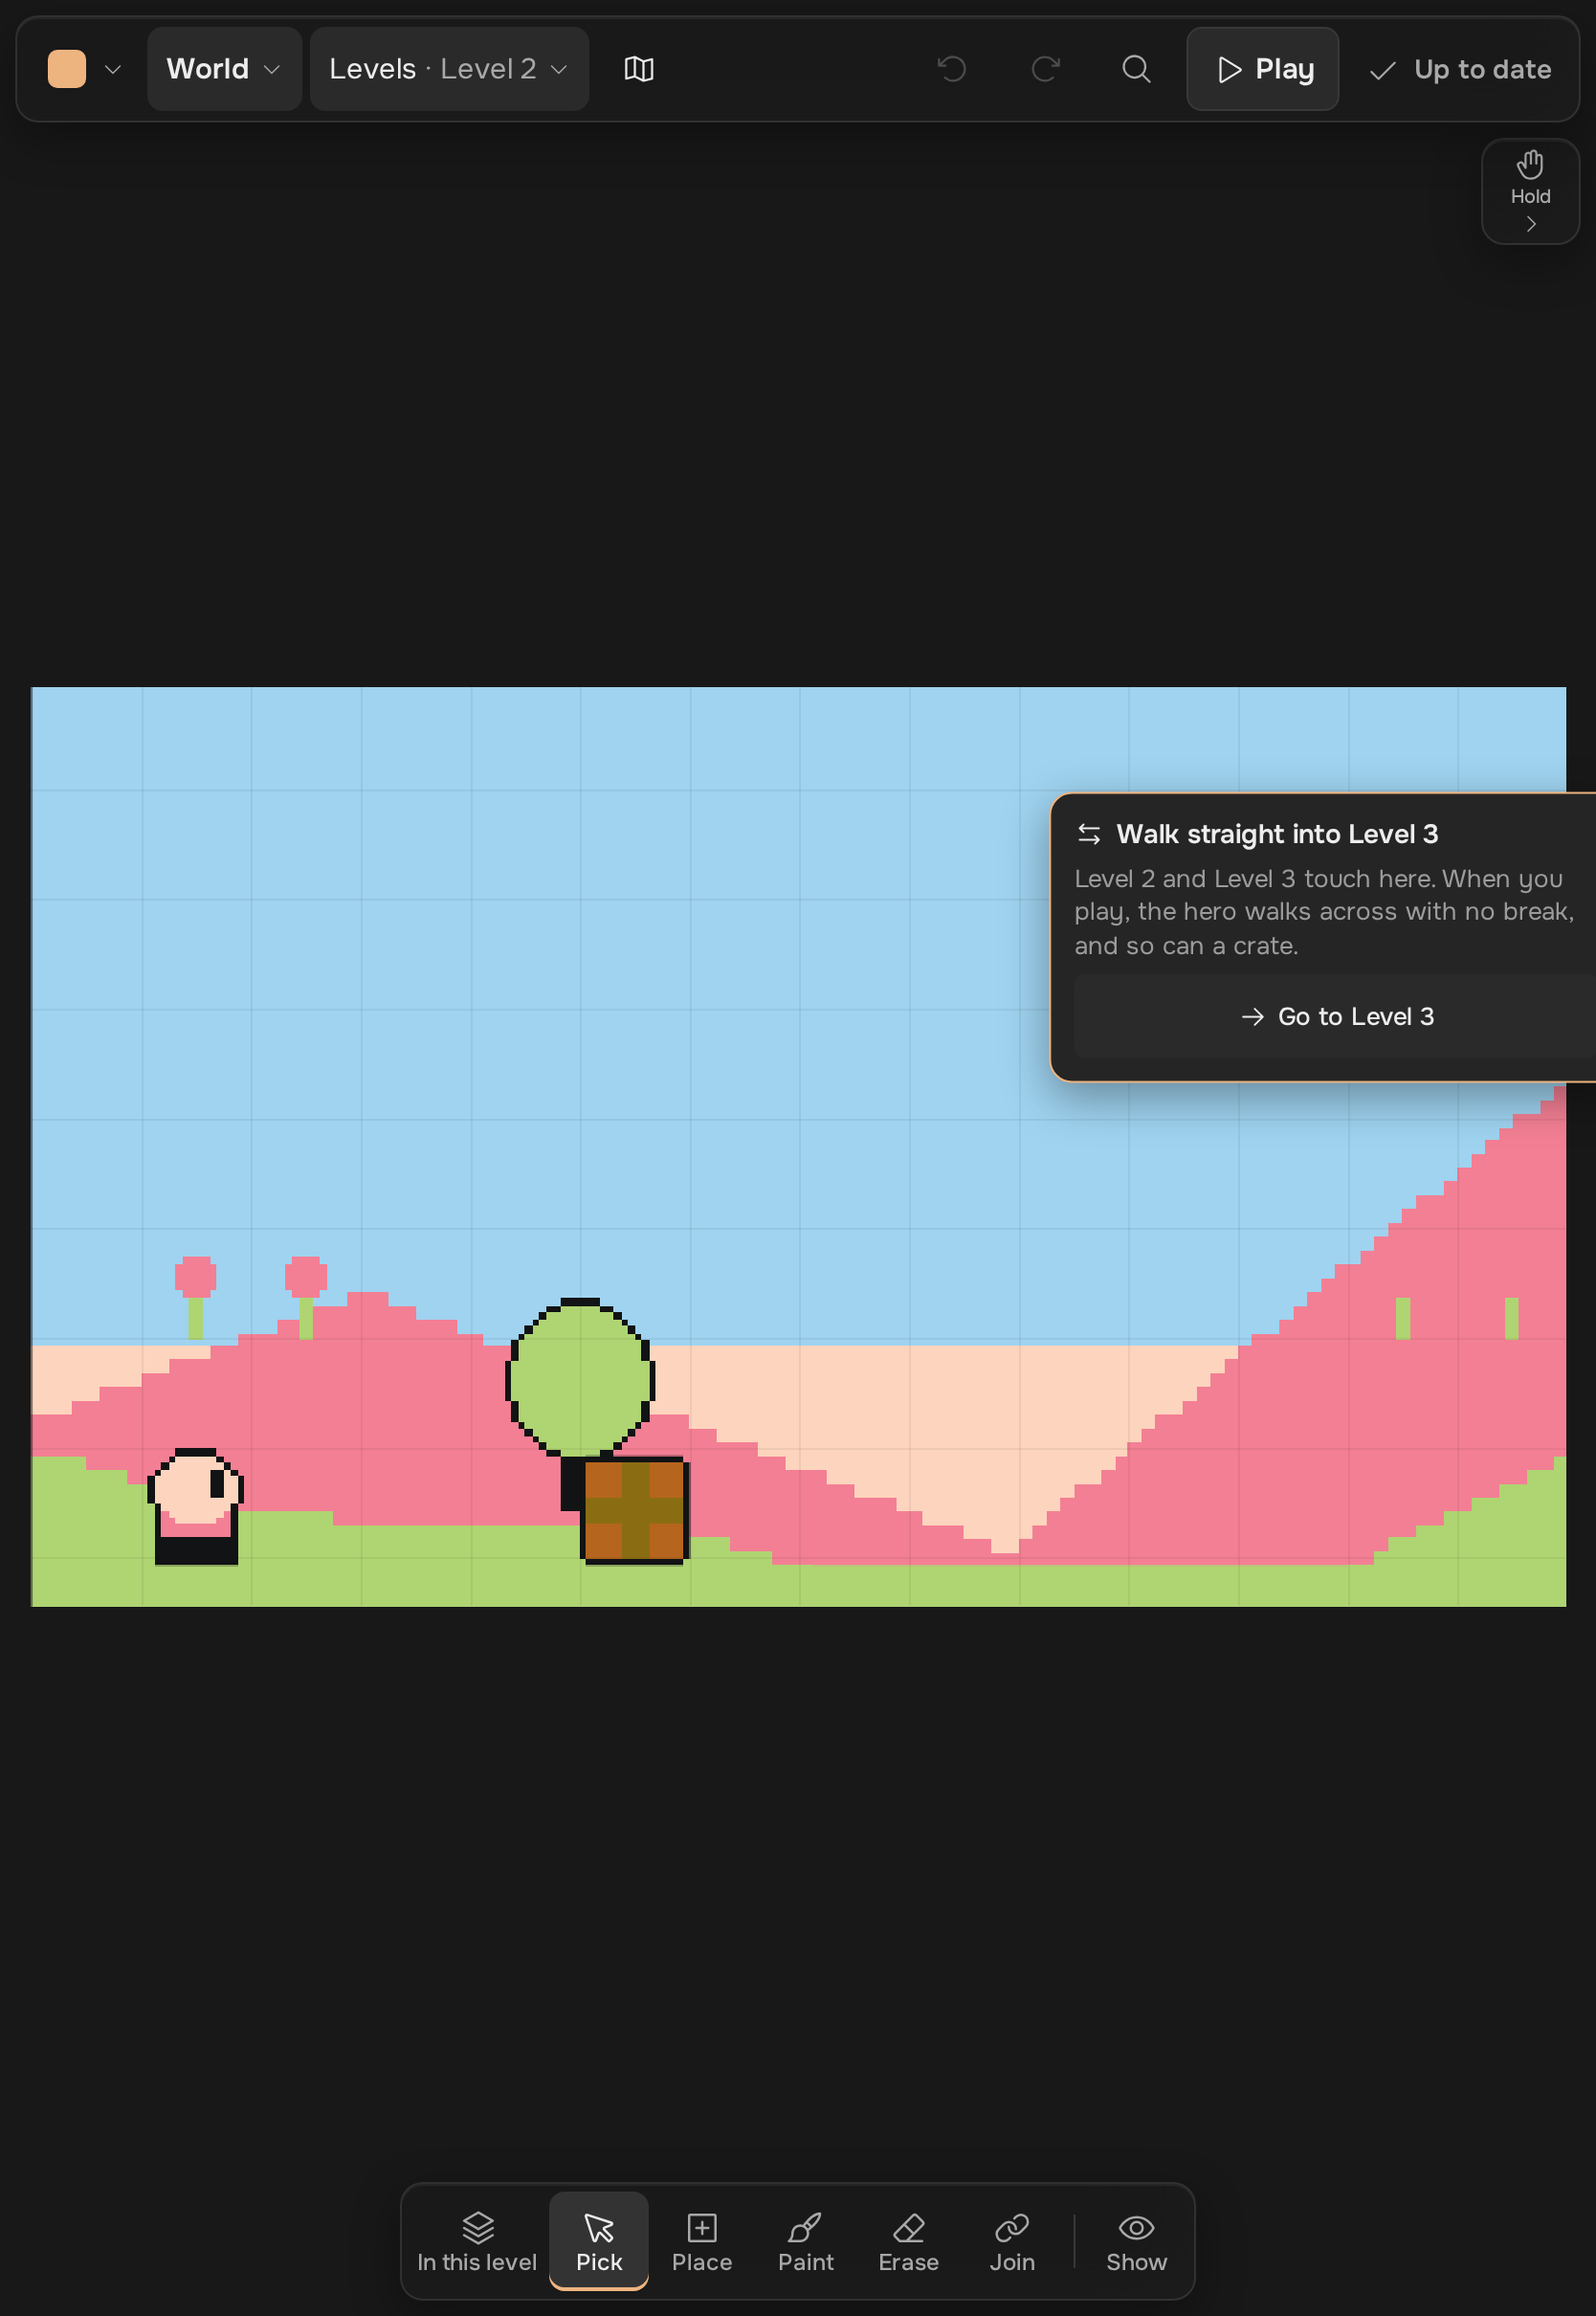 World
Levels · Level 2
Play
Up to date
Hold
Walk straight into Level 3
Level 2 and Level 3 touch here. When you
play, the hero walks across with no break,
and so can a crate.
Go to Level 3
In this level
Pick
Place
Paint
Erase
Join
Show